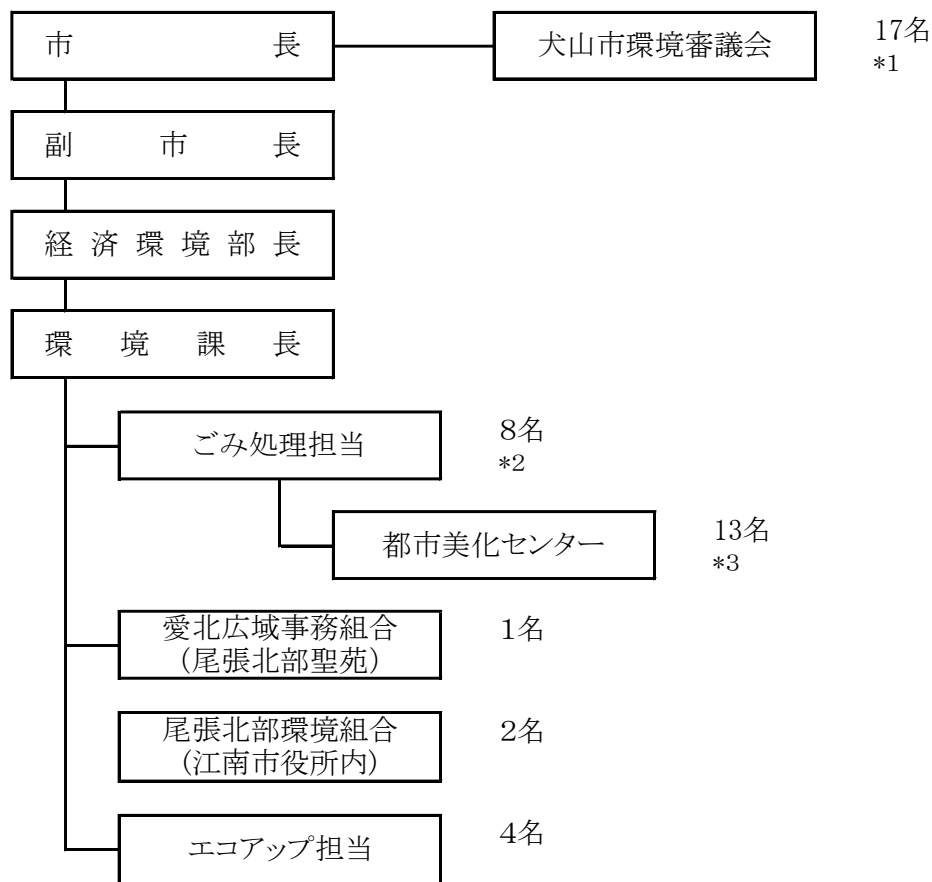 市長
犬山市環境審議会
17名
*1
副市長
経済環境部長
環境課長
ごみ処理担当
8名
*2
都市美化センター
13名
*3
愛北広域事務組合
(尾張北部聖苑)
1名
尾張北部環境組合
(江南市役所内)
2名
エコアップ担当
4名